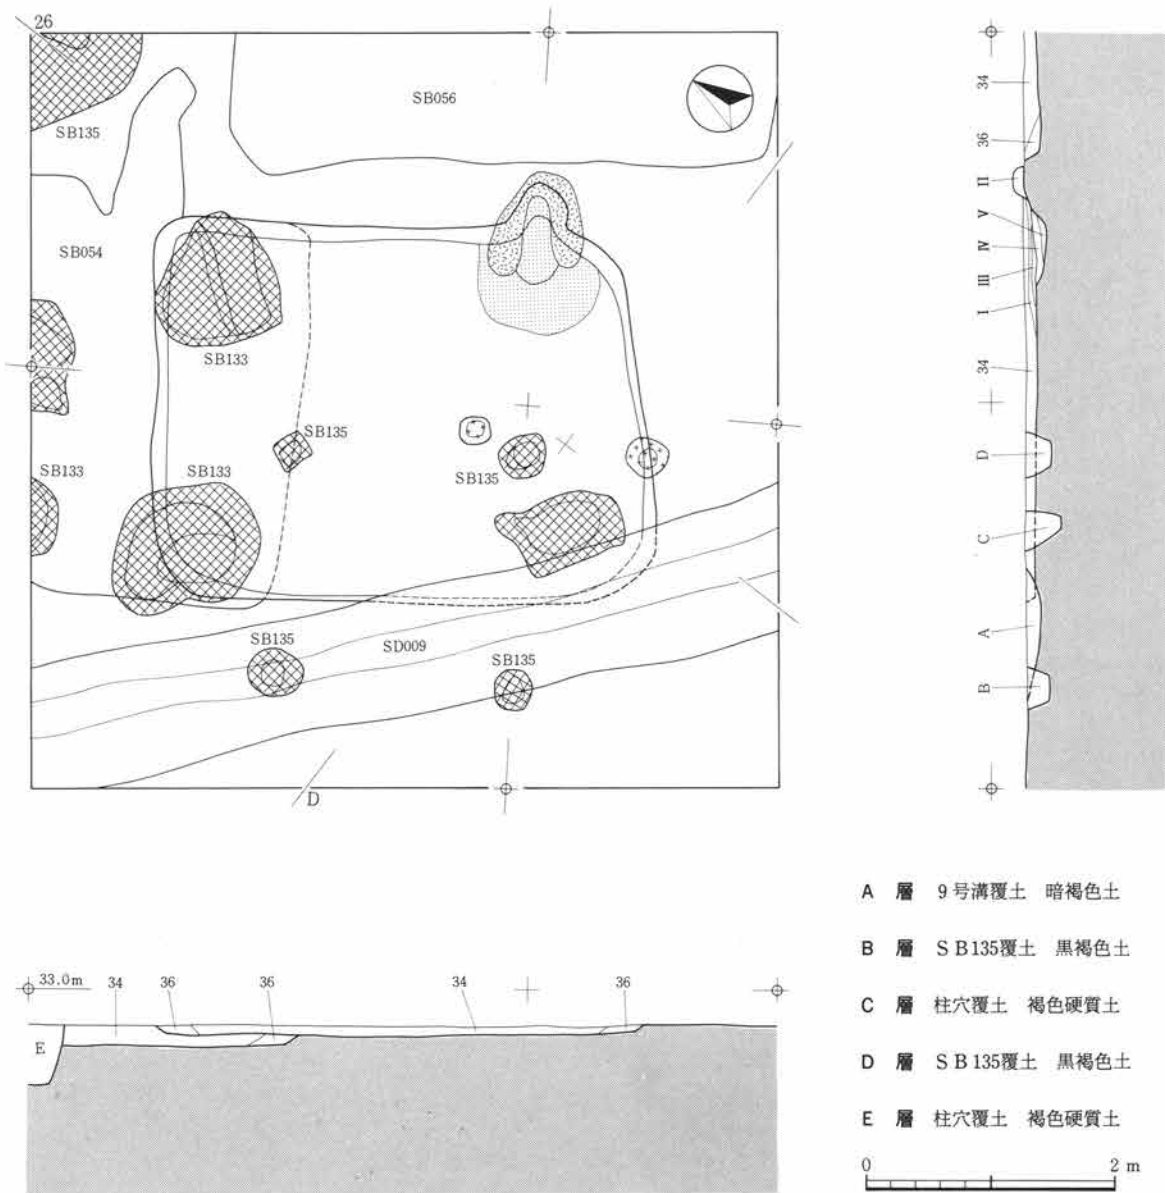 26
SB056
SB135
SB054
SB133
SB135
SB133
SB133
SB135
SB135
SD009
SB135
D
34
36
II
V
IV
III
I
34
D
C
A
B
33.0m
34
36
36
34
36
E
A 層 9号溝覆土 暗褐色土
B 層 SB135覆土 黒褐色土
C 層 柱穴覆土 褐色硬質土
D 層 SB135覆土 黒褐色土
E 層 柱穴覆土 褐色硬質土
0 2m